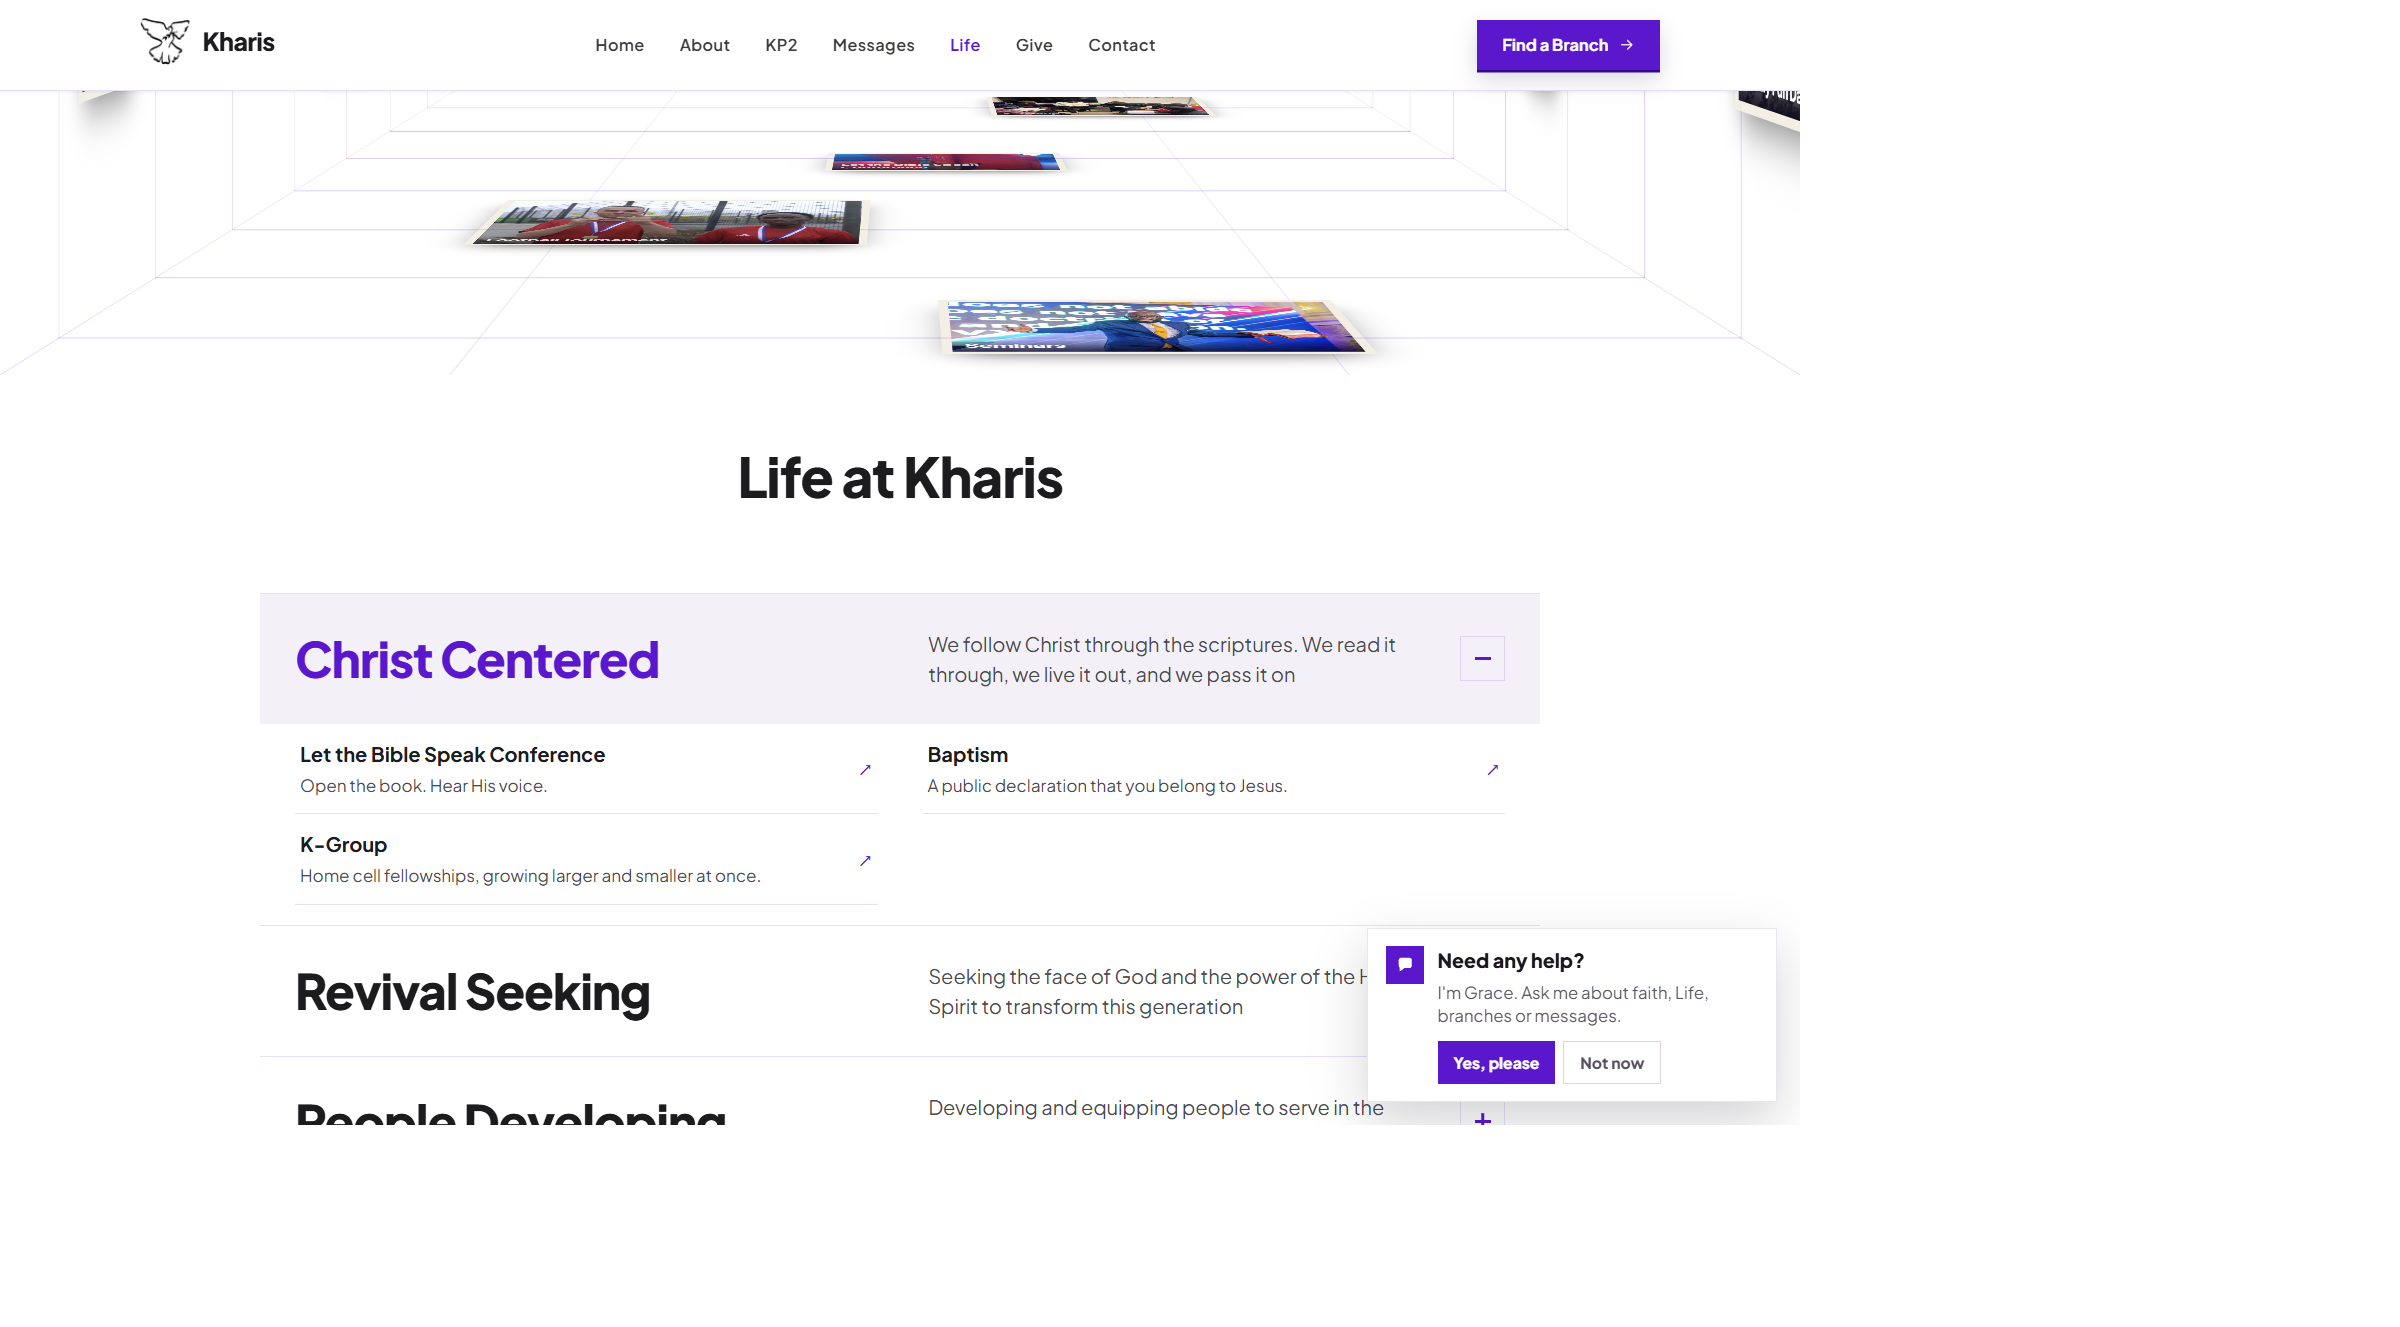 Kharis
Home
About
KP2
Messages
Life
Give
Contact
Find a Branch →
Seminars
Life at Kharis
Christ Centered
We follow Christ through the scriptures. We read it
through, we live it out, and we pass it on
Let the Bible Speak Conference
Open the book. Hear His voice.
Baptism
A public declaration that you belong to Jesus.
K-Group
Home cell fellowships, growing larger and smaller at once.
Revival Seeking
Seeking the face of God and the power of the
Spirit to transform this generation
People Developing
Developing and equipping people to serve in the
Need any help?
I'm Grace. Ask me about faith, Life,
branches or messages.
Yes, please
Not now